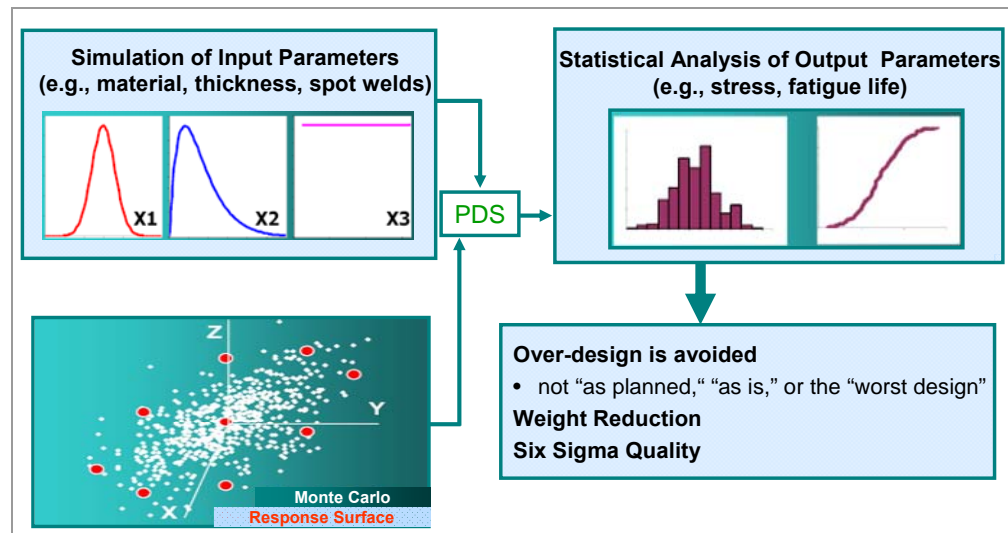 Simulation of Input Parameters
(e.g., material, thickness, spot welds)
X1
X2
X3
PDS
Statistical Analysis of Output Parameters
(e.g., stress, fatigue life)
Z
Y
X
Monte Carlo
Response Surface
Over-design is avoided
• not “as planned,“ “as is,” or the “worst design”
Weight Reduction
Six Sigma Quality